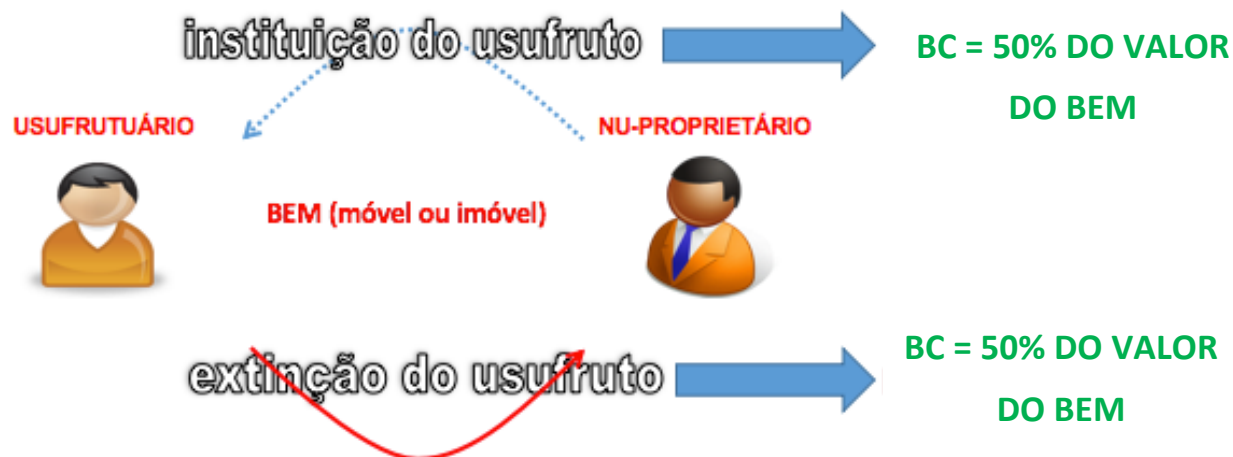 instituição do usufruto
BC = 50% DO VALOR
DO BEM
USUFRUTUÁRIO
NU-PROPRIETÁRIO
BEM (móvel ou imóvel)
extinção do usufruto
BC = 50% DO VALOR
DO BEM